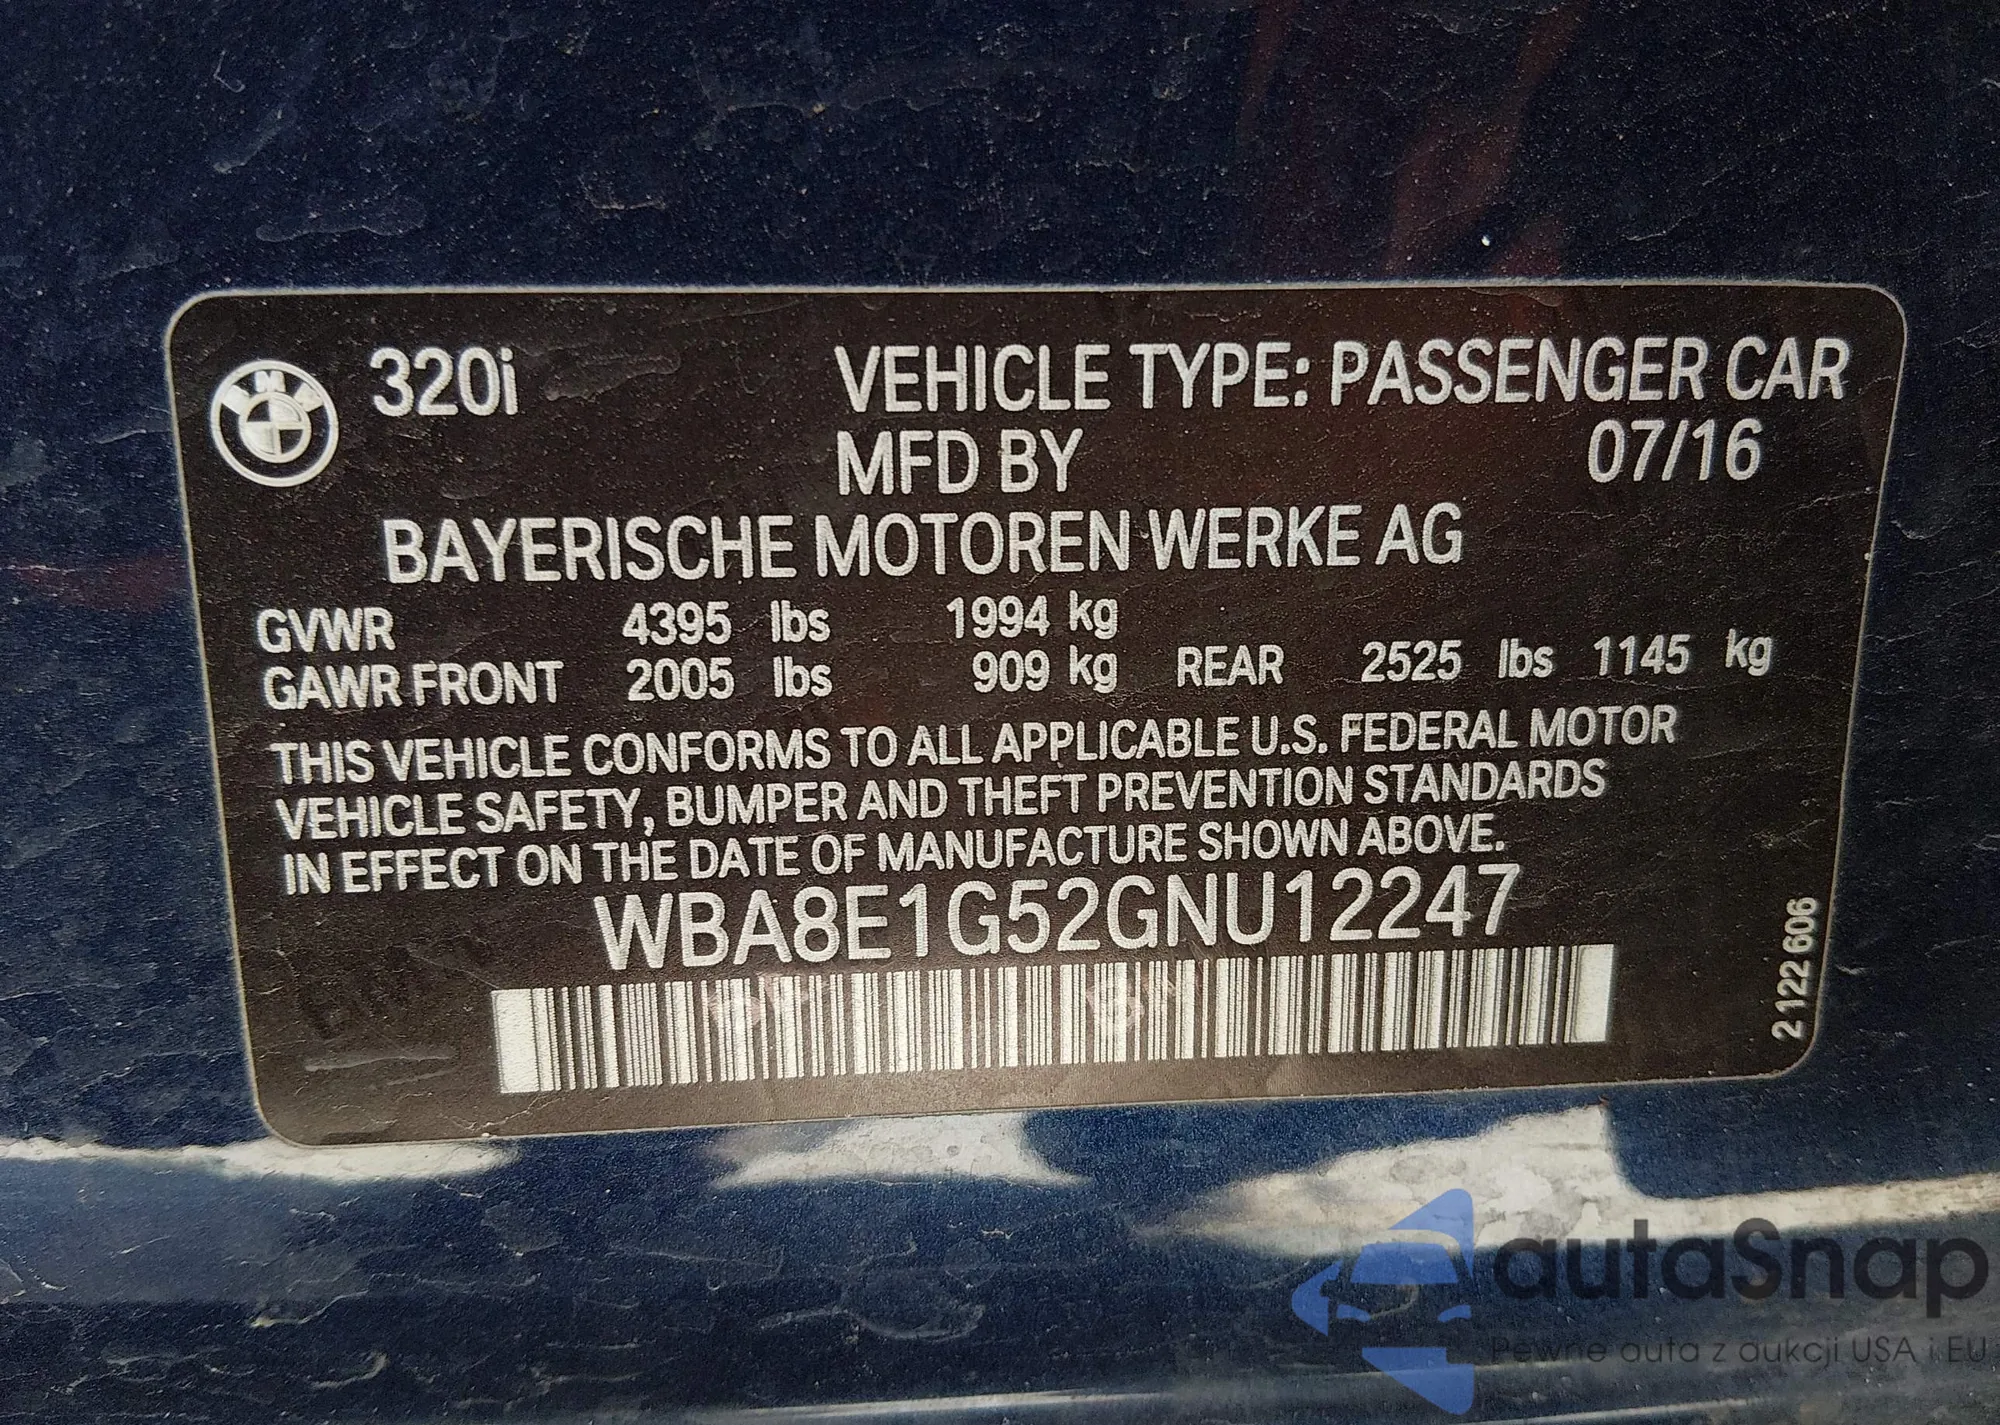 320i VEHICLE TYPE: PASSENGER CAR
MFD BY 07/16
BAYERISCHE MOTOREN WERKE AG
GVWR 4395 lbs 1994 kg
GAWR FRONT 2005 lbs 909 kg REAR 2525 lbs 1145 kg
THIS VEHICLE CONFORMS TO ALL APPLICABLE U.S. FEDERAL MOTOR
VEHICLE SAFETY, BUMPER AND THEFT PREVENTION STANDARDS
IN EFFECT ON THE DATE OF MANUFACTURE SHOWN ABOVE.
WBA8E1G52GNU12247
2 122 606
autaSnap
Pewne auta z aukcji USA i EU